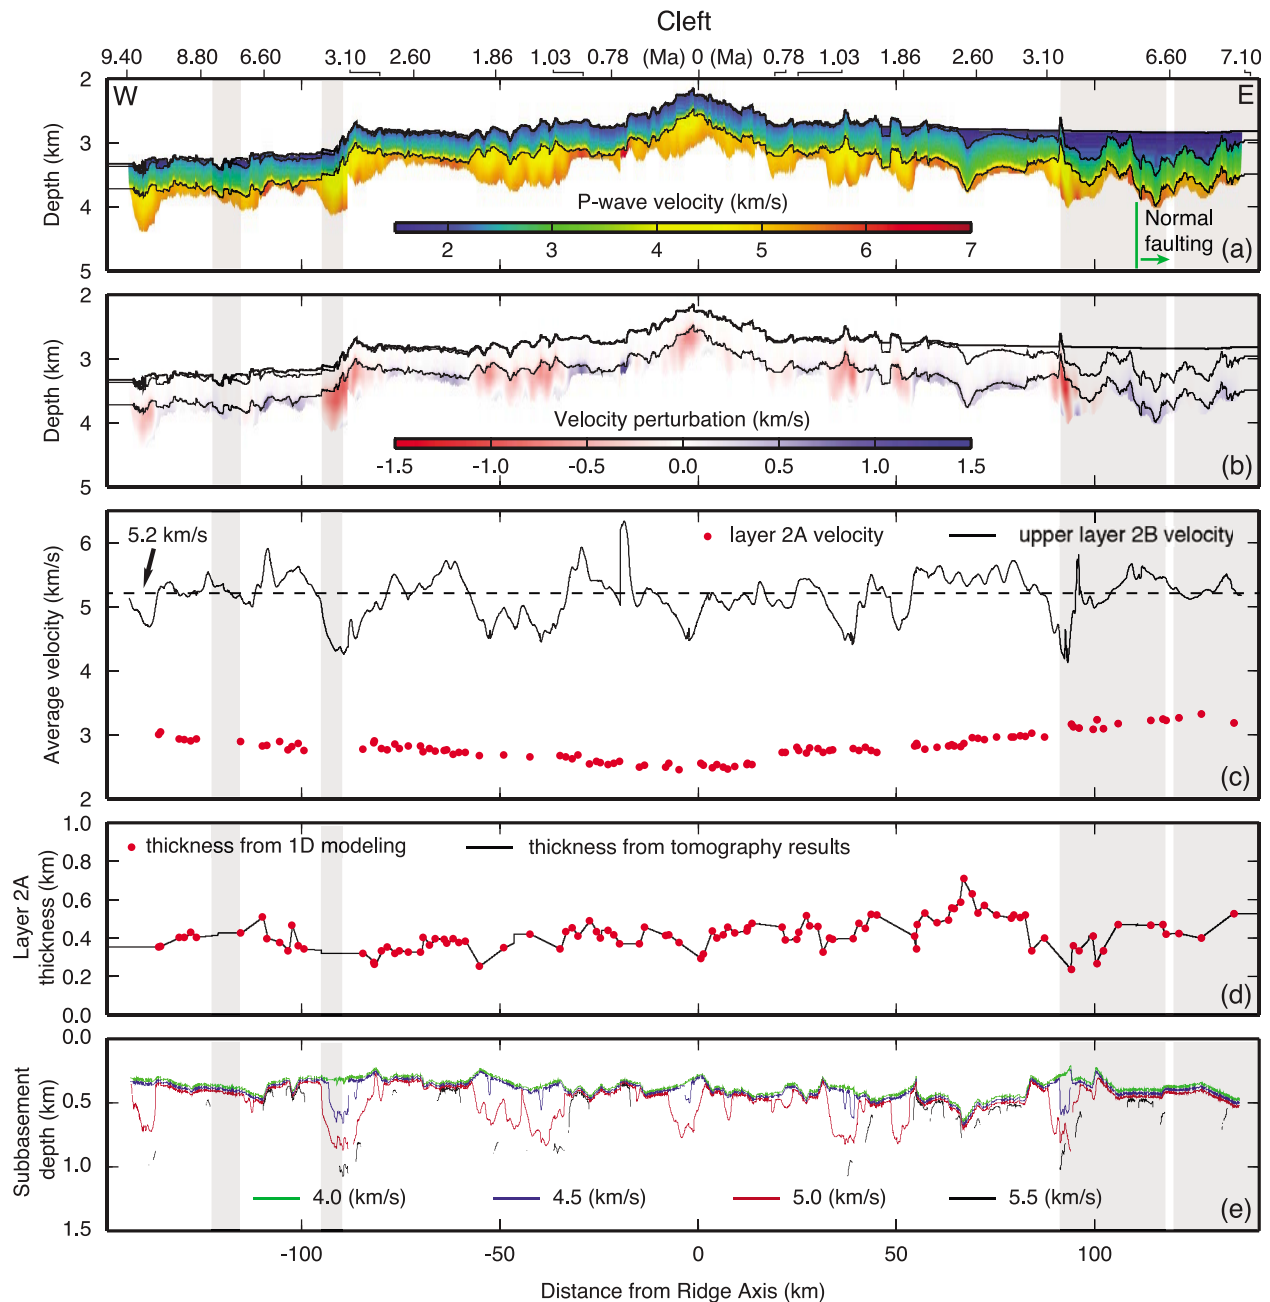 Cleft
9.40 8.80 6.60 3.10 2.60 1.86 1.03 0.78 (Ma) 0 (Ma) 0.78 1.03 1.86 2.60 3.10 6.60 7.10
W E
2
3
4
5
Depth (km)
P-wave velocity (km/s)
2 3 4 5 6 7
Normal
faulting
(a)
2
3
4
5
Depth (km)
Velocity perturbation (km/s)
-1.5 -1.0 -0.5 0.0 0.5 1.0 1.5
(b)
6
5
4
3
2
Average velocity (km/s)
5.2 km/s
layer 2A velocity
upper layer 2B velocity
(c)
1.0
0.8
0.6
0.4
0.2
0.0
Layer 2A
thickness (km)
thickness from 1D modeling
thickness from tomography results
(d)
0.0
0.5
1.0
1.5
Subbasement
depth (km)
4.0 (km/s) 4.5 (km/s) 5.0 (km/s) 5.5 (km/s)
(e)
-100 -50 0 50 100
Distance from Ridge Axis (km)